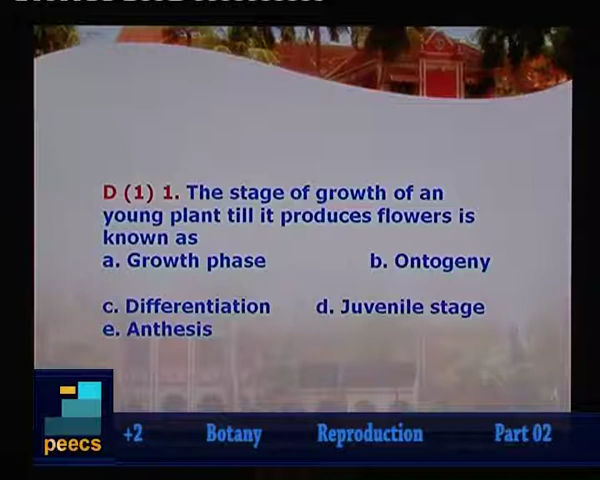 D (1) 1. The stage of growth of an
young plant till it produces flowers is
known as
a. Growth phase b. Ontogeny
c. Differentiation d. Juvenile stage
e. Anthesis
peecs +2 Botany Reproduction Part 02